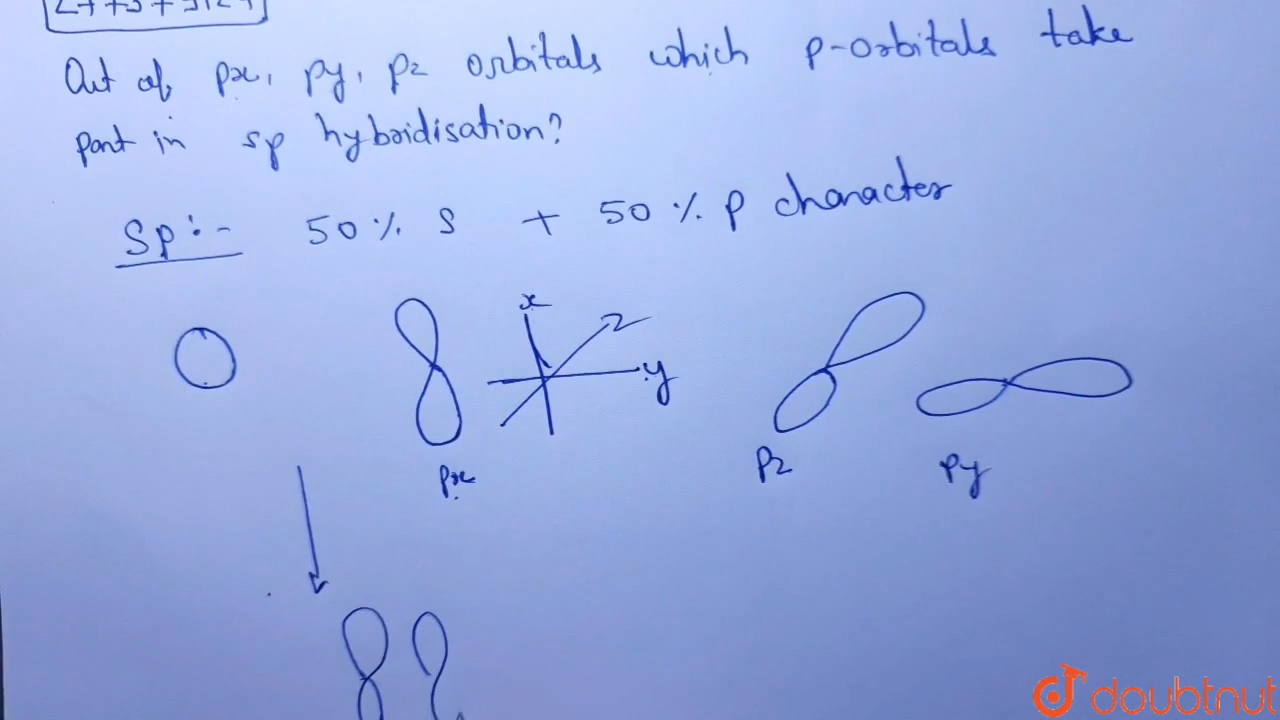 Out of px, py, pz orbitals which p-orbitals take
part in sp hybridisation?
Sp:- 50% s + 50% p character
x
z
y
px
pz
py
doubtnut